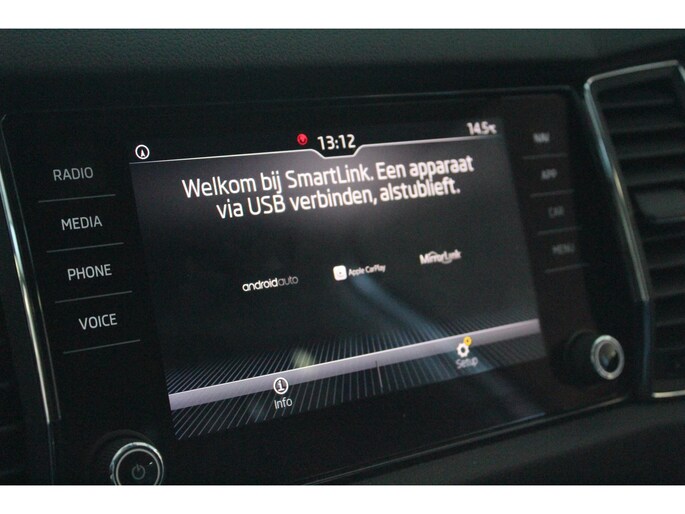 13:12
14.5°C
Welkom bij SmartLink. Een apparaat
via USB verbinden, alstublieft.
RADIO
MEDIA
PHONE
VOICE
NAV
APP
CAR
MENU
androidauto
Apple CarPlay
MirrorLink
Info
Setup